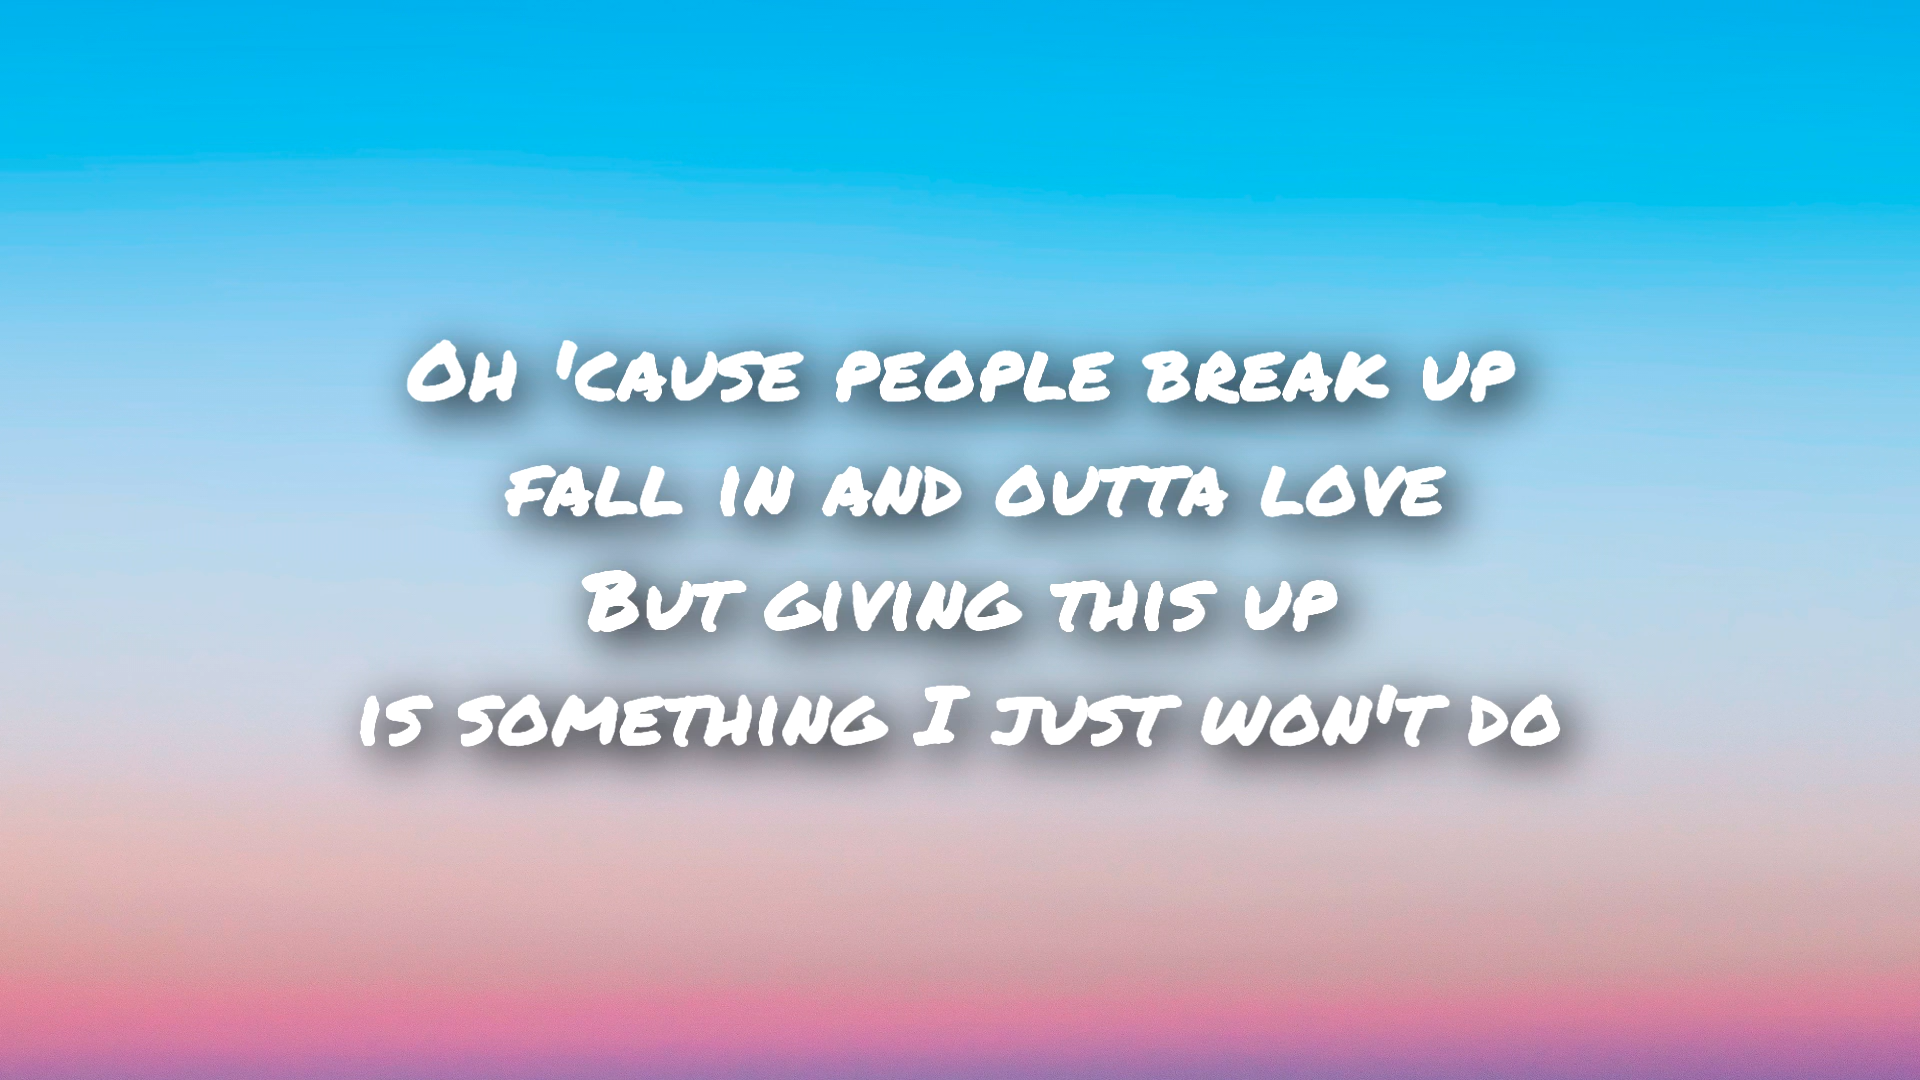 Oh 'cause people break up
fall in and outta love
But giving this up
is something I just won't do